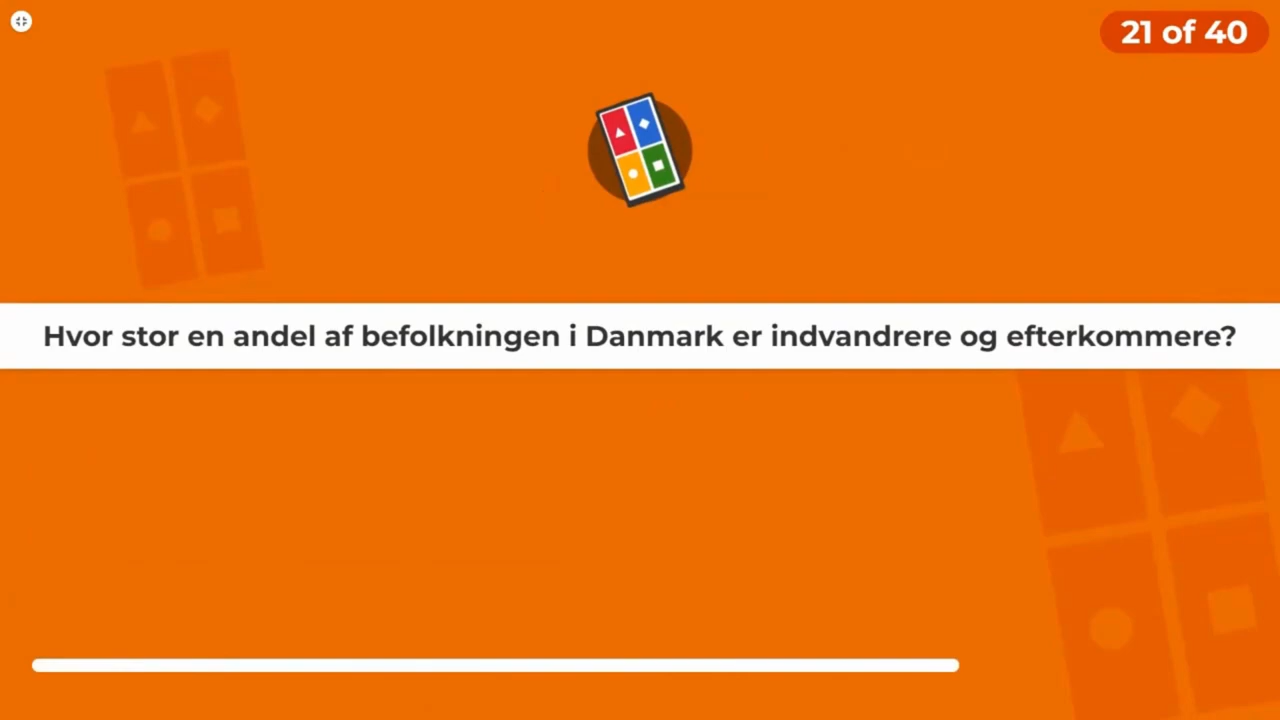 21 of 40
Hvor stor en andel af befolkningen i Danmark er indvandrere og efterkommere?